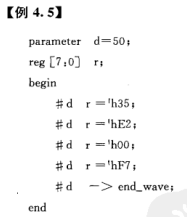 【例 4.5】
parameter d=50;
reg [7:0] r;
begin
#d r ='h35;
#d r ='hE2;
#d r ='h00;
#d r ='hF7;
#d -> end_wave;
end